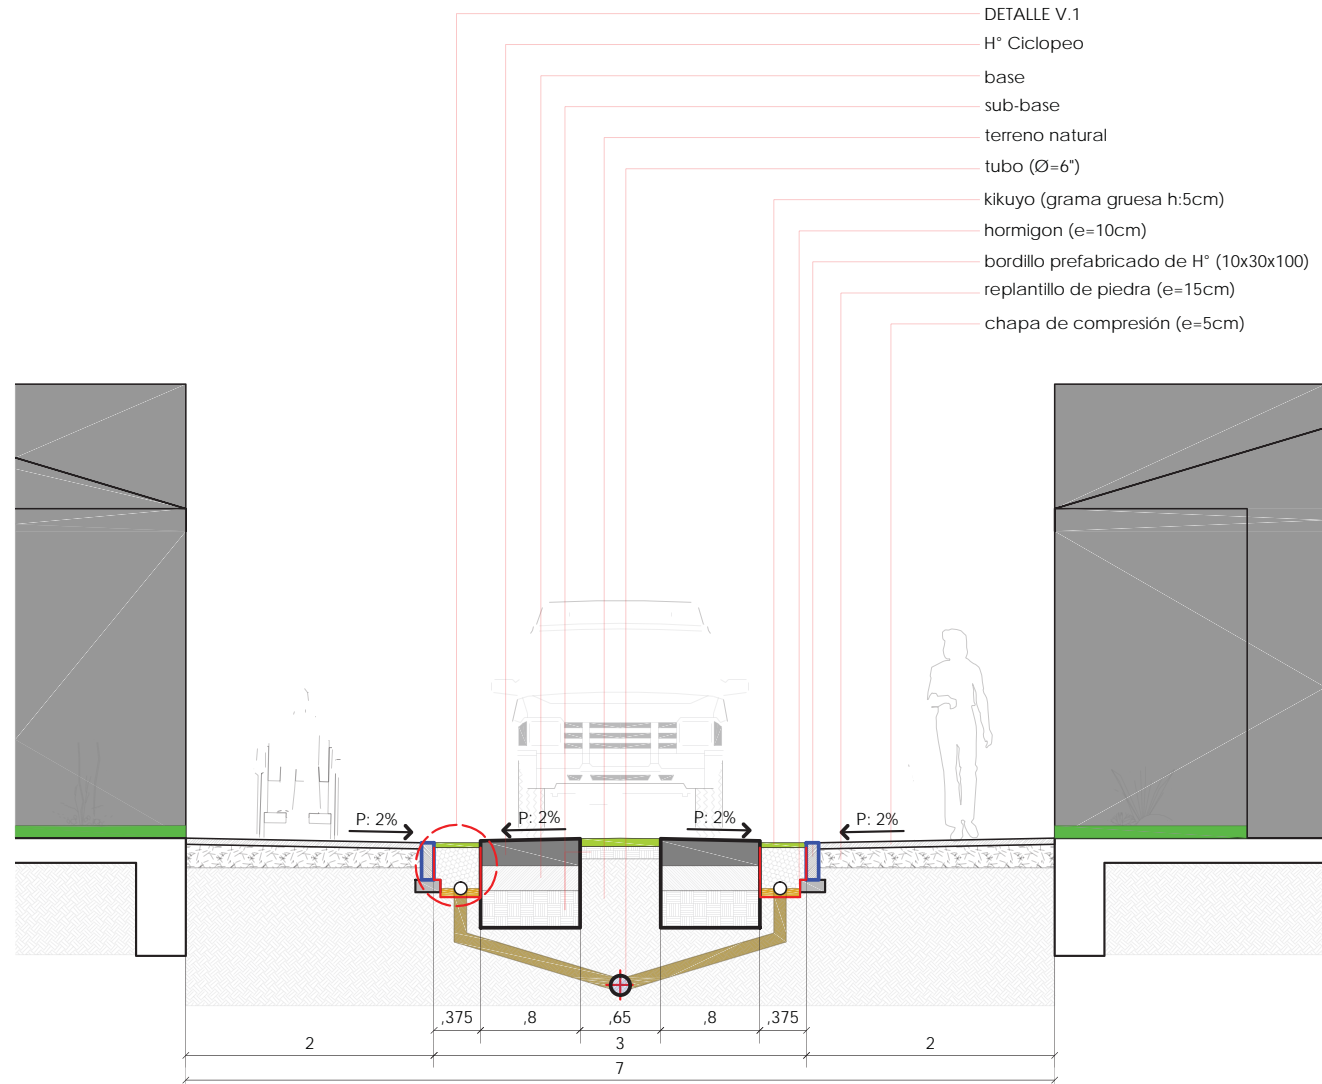 DETALLE V.1
H° Ciclopeo
base
sub-base
terreno natural
tubo (Ø=6")
kikuyo (grama gruesa h:5cm)
hormigon (e=10cm)
bordillo prefabricado de H° (10x30x100)
replantillo de piedra (e=15cm)
chapa de compresión (e=5cm)
P: 2%
P: 2%
P: 2%
P: 2%
,375
,8
,65
,8
,375
2
3
2
7